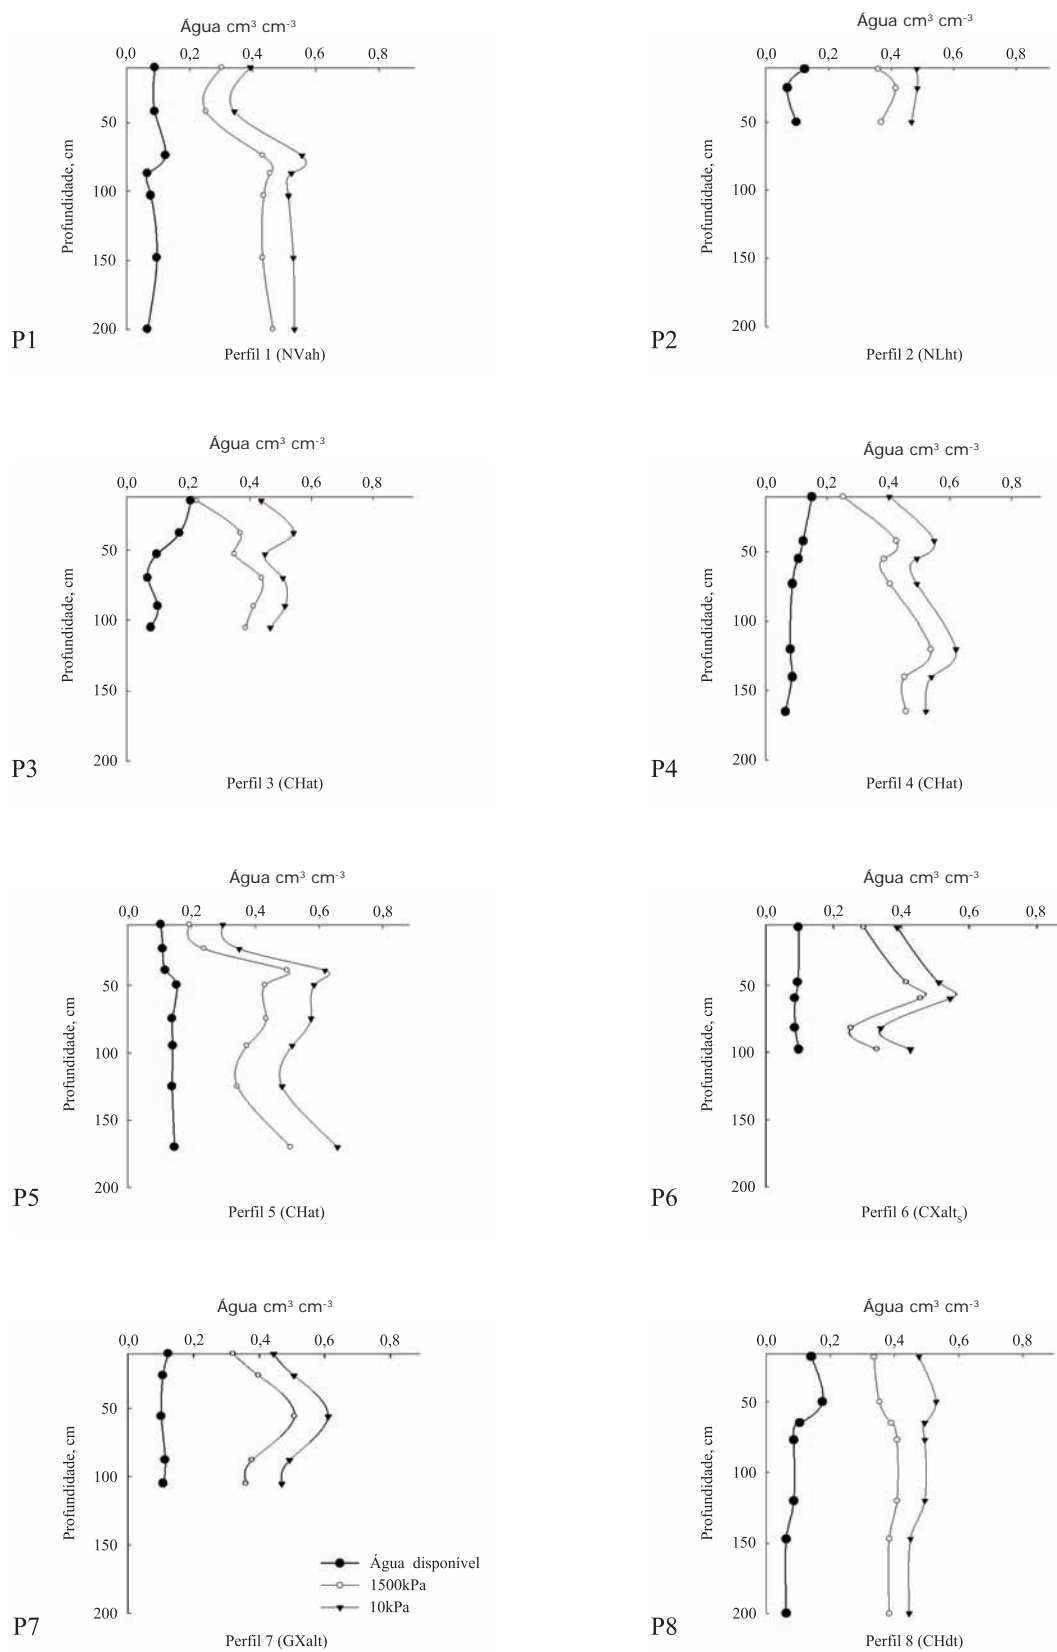 Água cm³ cm⁻³
0,0 0,2 0,4 0,6 0,8
50
100
150
200
Profundidade, cm
P1
Perfil 1 (NVah)
Água cm³ cm⁻³
0,0 0,2 0,4 0,6 0,8
50
100
150
200
Profundidade, cm
P2
Perfil 2 (NLht)
Água cm³ cm⁻³
0,0 0,2 0,4 0,6 0,8
50
100
150
200
Profundidade, cm
P3
Perfil 3 (CHat)
Água cm³ cm⁻³
0,0 0,2 0,4 0,6 0,8
50
100
150
200
Profundidade, cm
P4
Perfil 4 (CHat)
Água cm³ cm⁻³
0,0 0,2 0,4 0,6 0,8
50
100
150
200
Profundidade, cm
P5
Perfil 5 (CHat)
Água cm³ cm⁻³
0,0 0,2 0,4 0,6 0,8
50
100
150
200
Profundidade, cm
P6
Perfil 6 (CXaltₛ)
Água cm³ cm⁻³
0,0 0,2 0,4 0,6 0,8
50
100
150
200
Profundidade, cm
Água disponível
1500kPa
10kPa
P7
Perfil 7 (GXalt)
Água cm³ cm⁻³
0,0 0,2 0,4 0,6 0,8
50
100
150
200
Profundidade, cm
P8
Perfil 8 (CHdt)